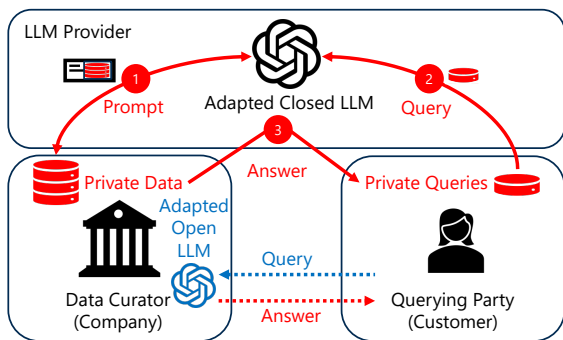 LLM Provider
1
2
Prompt
Adapted Closed LLM
Query
3
Private Data
Answer
Private Queries
Adapted
Open
LLM
Query
Data Curator
(Company)
Answer
Querying Party
(Customer)